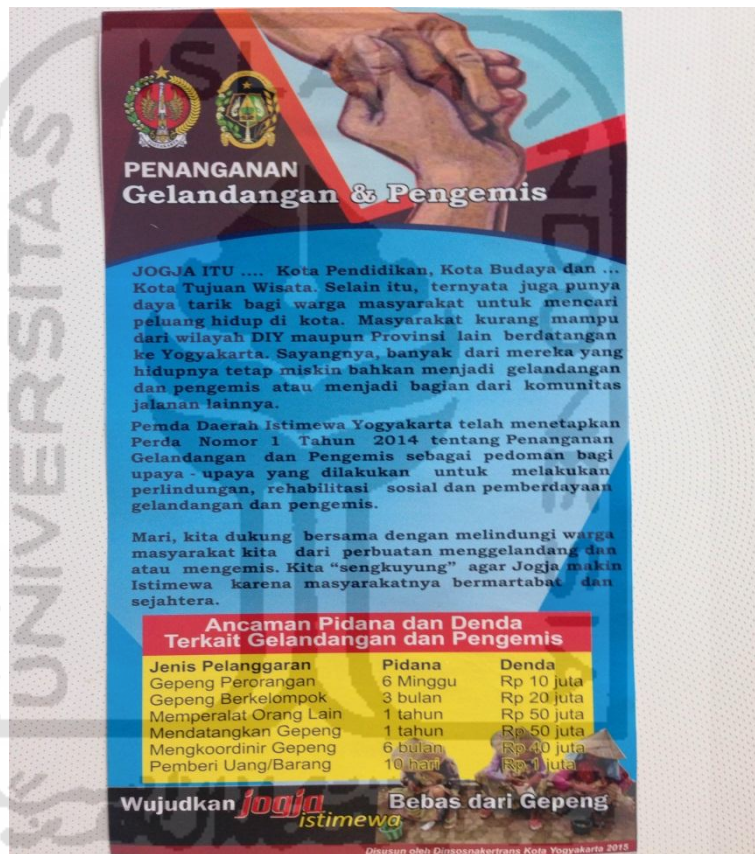 PENANGANAN
Gelandangan & Pengemis
JOGJA ITU .... Kota Pendidikan, Kota Budaya dan ...
Kota Tujuan Wisata. Selain itu, ternyata juga punya
daya tarik bagi warga masyarakat untuk mencari
peluang hidup di kota. Masyarakat kurang mampu
dari wilayah DIY maupun Provinsi lain berdatangan
ke Yogyakarta. Sayangnya, banyak dari mereka yang
hidupnya tetap miskin bahkan menjadi gelandangan
dan pengemis atau menjadi bagian dari komunitas
jalanan lainnya.
Pemda Daerah Istimewa Yogyakarta telah menetapkan
Perda Nomor 1 Tahun 2014 tentang Penanganan
Gelandangan dan Pengemis sebagai pedoman bagi
upaya - upaya yang dilakukan untuk melakukan
perlindungan, rehabilitasi sosial dan pemberdayaan
gelandangan dan pengemis.
Mari, kita dukung bersama dengan melindungi warga
masyarakat kita dari perbuatan menggelandang dan
atau mengemis. Kita “sengkuyung” agar Jogja makin
Istimewa karena masyarakatnya bermartabat dan
sejahtera.
Ancaman Pidana dan Denda
Terkait Gelandangan dan Pengemis
Jenis Pelanggaran Pidana Denda
Gepeng Perorangan 6 Minggu Rp 10 juta
Gepeng Berkelompok 3 bulan Rp 20 juta
Memperalat Orang Lain 1 tahun Rp 50 juta
Mendatangkan Gepeng 1 tahun Rp 50 juta
Mengkoordinir Gepeng 6 bulan Rp 40 juta
Pemberi Uang/Barang 10 hari Rp 1 juta
Wujudkan jogja istimewa Bebas dari Gepeng
Disusun oleh Dinsosnakertrans Kota Yogyakarta 2015
UNIVERSITAS
ISLAM
INDONESIA